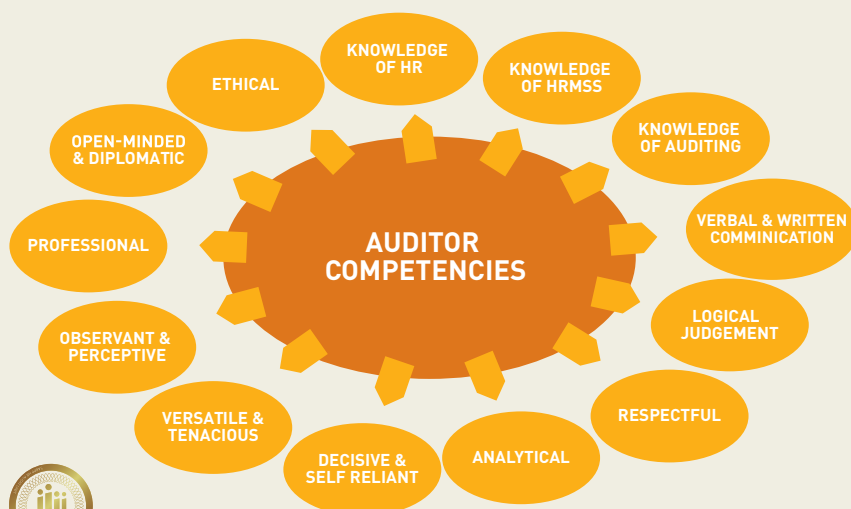 KNOWLEDGE
OF HR
KNOWLEDGE
OF HRMSS
KNOWLEDGE
OF AUDITING
VERBAL & WRITTEN
COMMINICATION
LOGICAL
JUDGEMENT
RESPECTFUL
ANALYTICAL
DECISIVE &
SELF RELIANT
VERSATILE &
TENACIOUS
OBSERVANT &
PERCEPTIVE
PROFESSIONAL
OPEN-MINDED
& DIPLOMATIC
ETHICAL
AUDITOR
COMPETENCIES